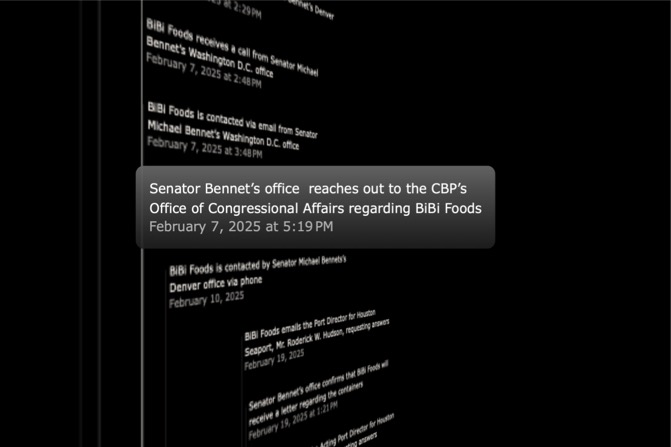 at 2:29 PM
Bennet's Denver
BiBi Foods receives a call from Senator Michael
Bennet's Washington D.C. office
February 7, 2025 at 2:48 PM
BiBi Foods is contacted via email from Senator
Michael Bennet's Washington D.C. office
February 7, 2025 at 3:48 PM
Senator Bennet's office reaches out to the CBP's
Office of Congressional Affairs regarding BiBi Foods
February 7, 2025 at 5:19 PM
BiBi Foods is contacted by Senator Michael Bennets's
Denver office via phone
February 10, 2025
BiBi Foods emails the Port Director for Houston
Seaport, Mr. Roderick W. Hudson, requesting answers
February 19, 2025
Senator Bennet's office confirms that BiBi Foods will
receive a letter regarding the containers
February 19, 2025 at 1:21 PM
Acting Port Director for Houston
answers